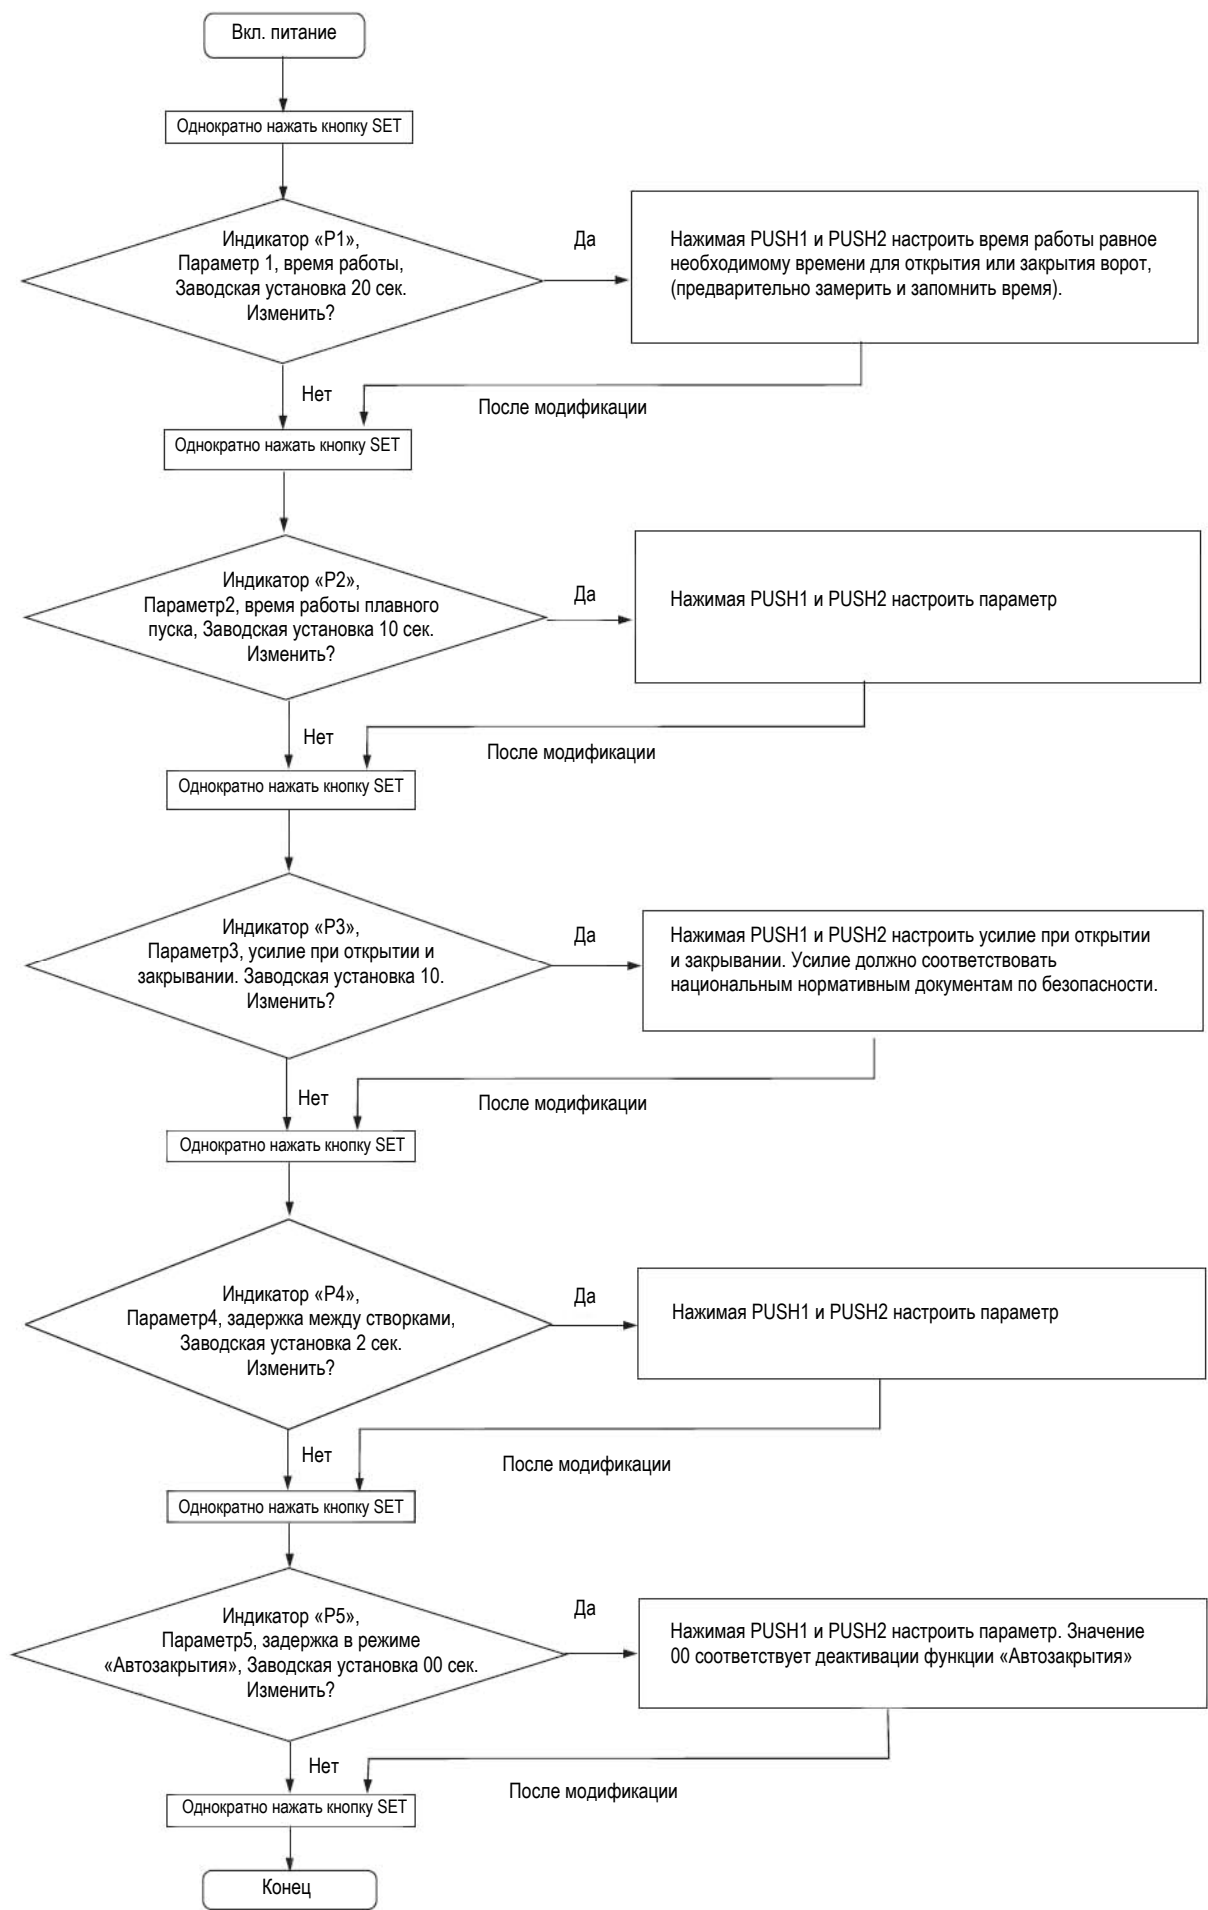 Вкл. питание
Однократно нажать кнопку SET
Индикатор «P1»,
Параметр 1, время работы,
Заводская установка 20 сек.
Изменить?
Да
Нажимая PUSH1 и PUSH2 настроить время работы равное
необходимому времени для открытия или закрытия ворот,
(предварительно замерить и запомнить время).
Нет
После модификации
Однократно нажать кнопку SET
Индикатор «P2»,
Параметр2, время работы плавного
пуска, Заводская установка 10 сек.
Изменить?
Да
Нажимая PUSH1 и PUSH2 настроить параметр
Нет
После модификации
Однократно нажать кнопку SET
Индикатор «P3»,
Параметр3, усилие при открытии и
закрывании. Заводская установка 10.
Изменить?
Да
Нажимая PUSH1 и PUSH2 настроить усилие при открытии
и закрывании. Усилие должно соответствовать
национальным нормативным документам по безопасности.
Нет
После модификации
Однократно нажать кнопку SET
Индикатор «P4»,
Параметр4, задержка между створками,
Заводская установка 2 сек.
Изменить?
Да
Нажимая PUSH1 и PUSH2 настроить параметр
Нет
После модификации
Однократно нажать кнопку SET
Индикатор «P5»,
Параметр5, задержка в режиме
«Автозакрытия», Заводская установка 00 сек.
Изменить?
Да
Нажимая PUSH1 и PUSH2 настроить параметр. Значение
00 соответствует деактивации функции «Автозакрытия»
Нет
После модификации
Однократно нажать кнопку SET
Конец